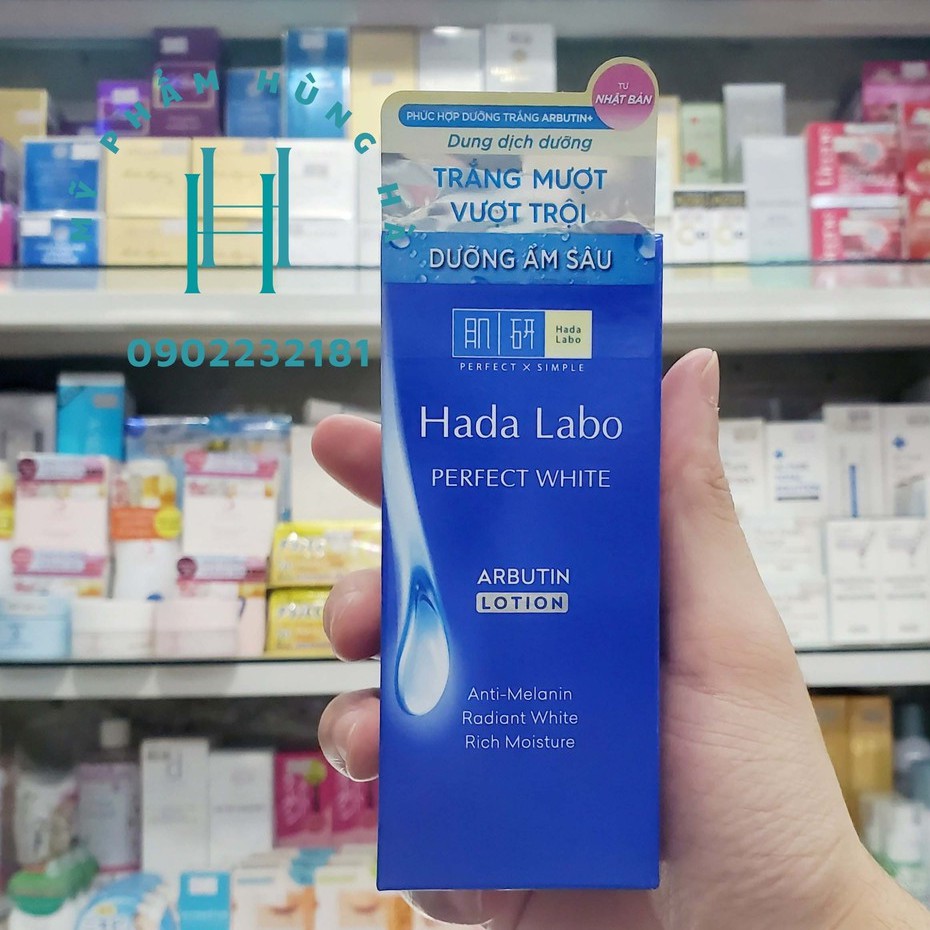 MỸ PHẨM HÙNG HÀ
H
0902232181
TỪ
NHẬT BẢN
PHỨC HỢP DƯỠNG TRẮNG ARBUTIN+
Dung dịch dưỡng
TRẮNG MƯỢT
VƯỢT TRỘI
DƯỠNG ẨM SÂU
Hada
Labo
PERFECT X SIMPLE
Hada Labo
PERFECT WHITE
ARBUTIN
LOTION
Anti-Melanin
Radiant White
Rich Moisture